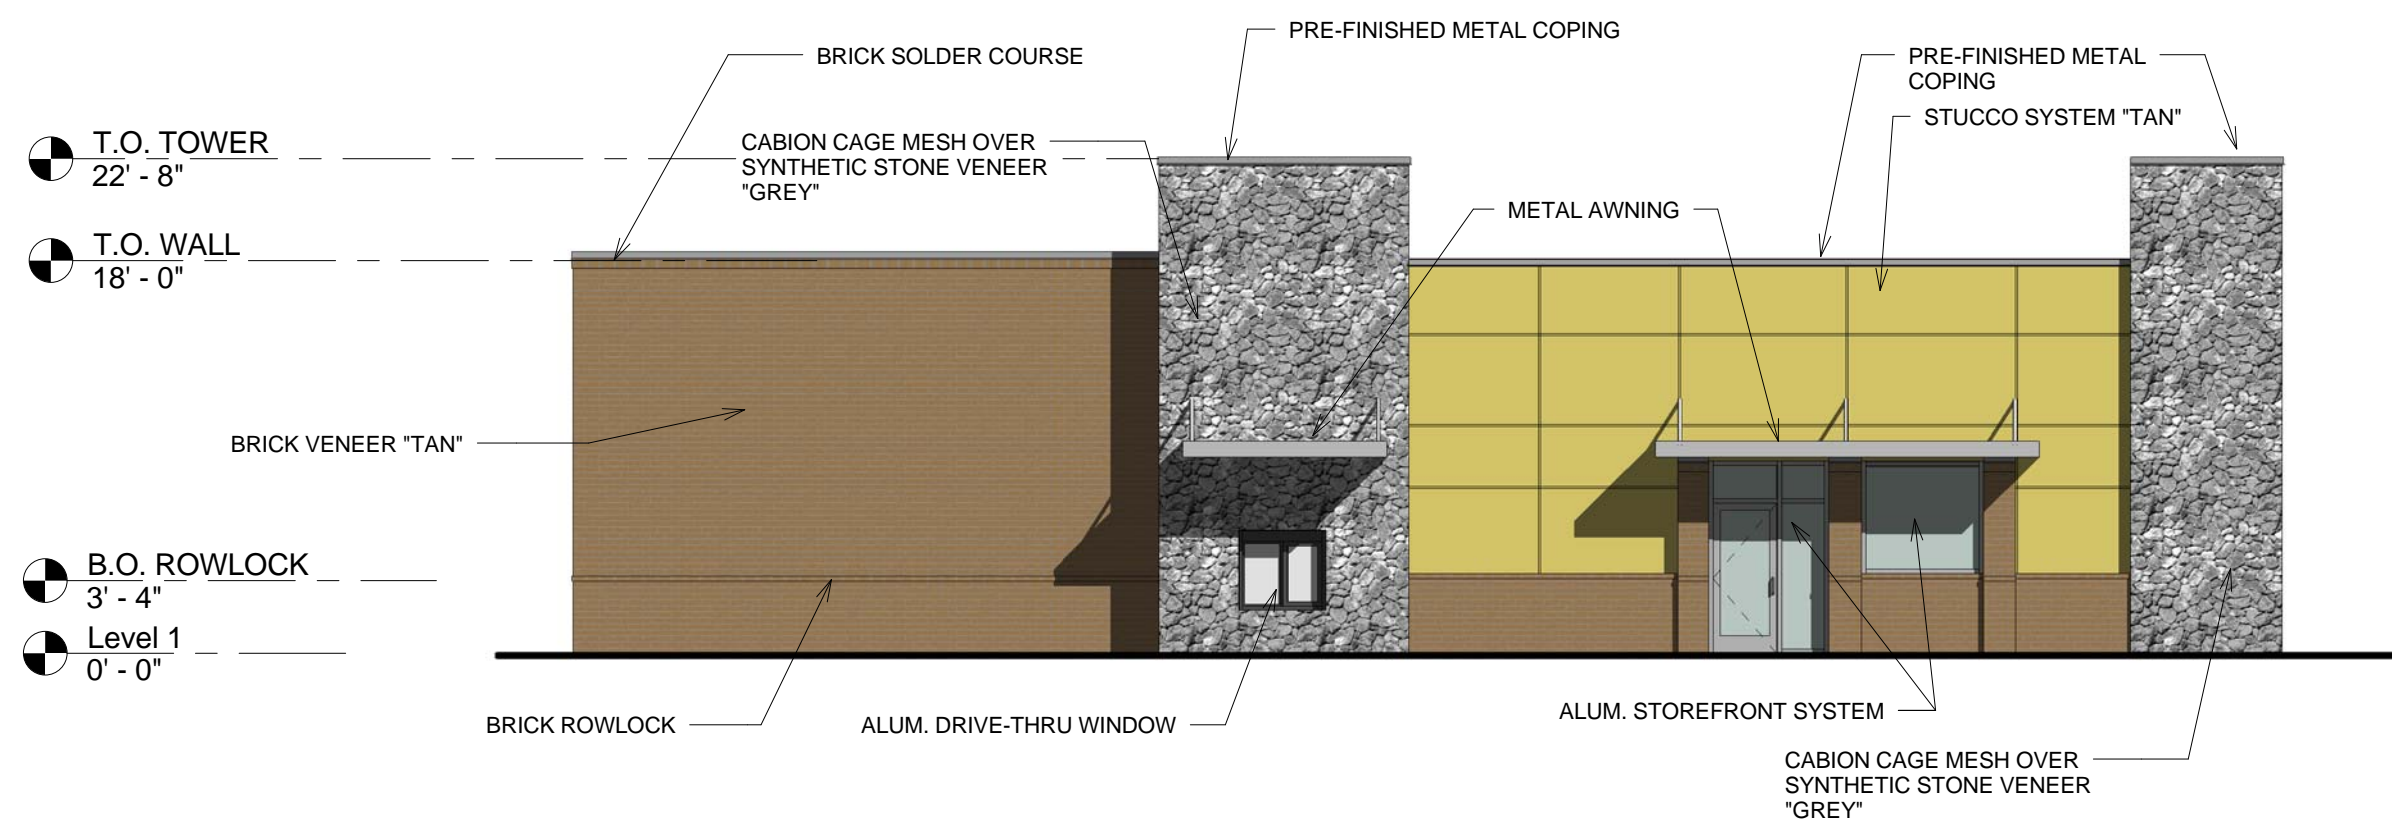 PRE-FINISHED METAL COPING
BRICK SOLDER COURSE
PRE-FINISHED METAL
COPING
STUCCO SYSTEM "TAN"
T.O. TOWER
22' - 8"
CABION CAGE MESH OVER
SYNTHETIC STONE VENEER
"GREY"
METAL AWNING
T.O. WALL
18' - 0"
BRICK VENEER "TAN"
B.O. ROWLOCK
3' - 4"
Level 1
0' - 0"
BRICK ROWLOCK
ALUM. DRIVE-THRU WINDOW
ALUM. STOREFRONT SYSTEM
CABION CAGE MESH OVER
SYNTHETIC STONE VENEER
"GREY"